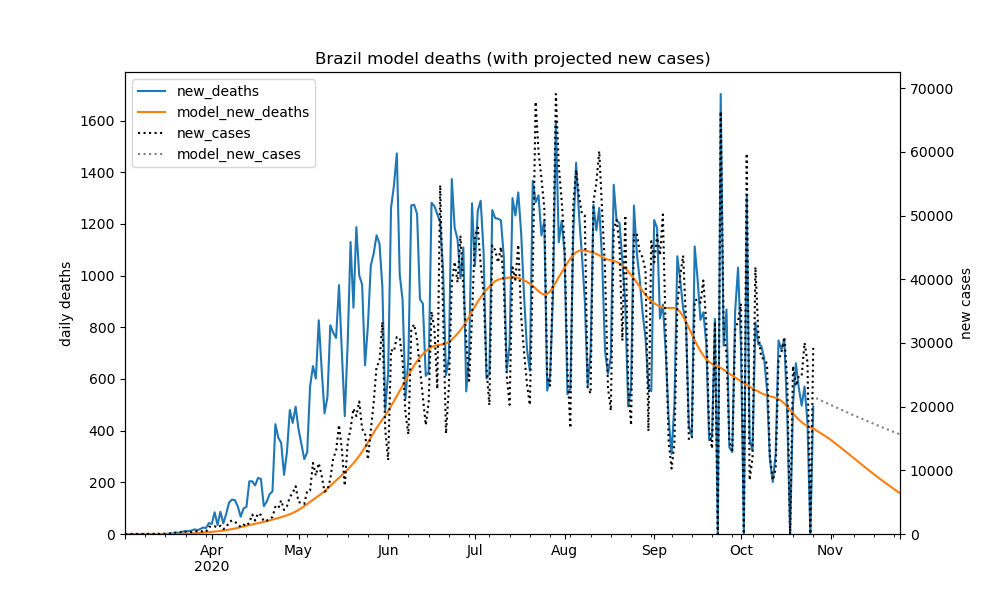 Brazil model deaths (with projected new cases)
new_deaths
model_new_deaths
new_cases
model_new_cases
daily deaths
1600
1400
1200
1000
800
600
400
200
0
new cases
70000
60000
50000
40000
30000
20000
10000
0
Apr May Jun Jul Aug Sep Oct Nov
2020